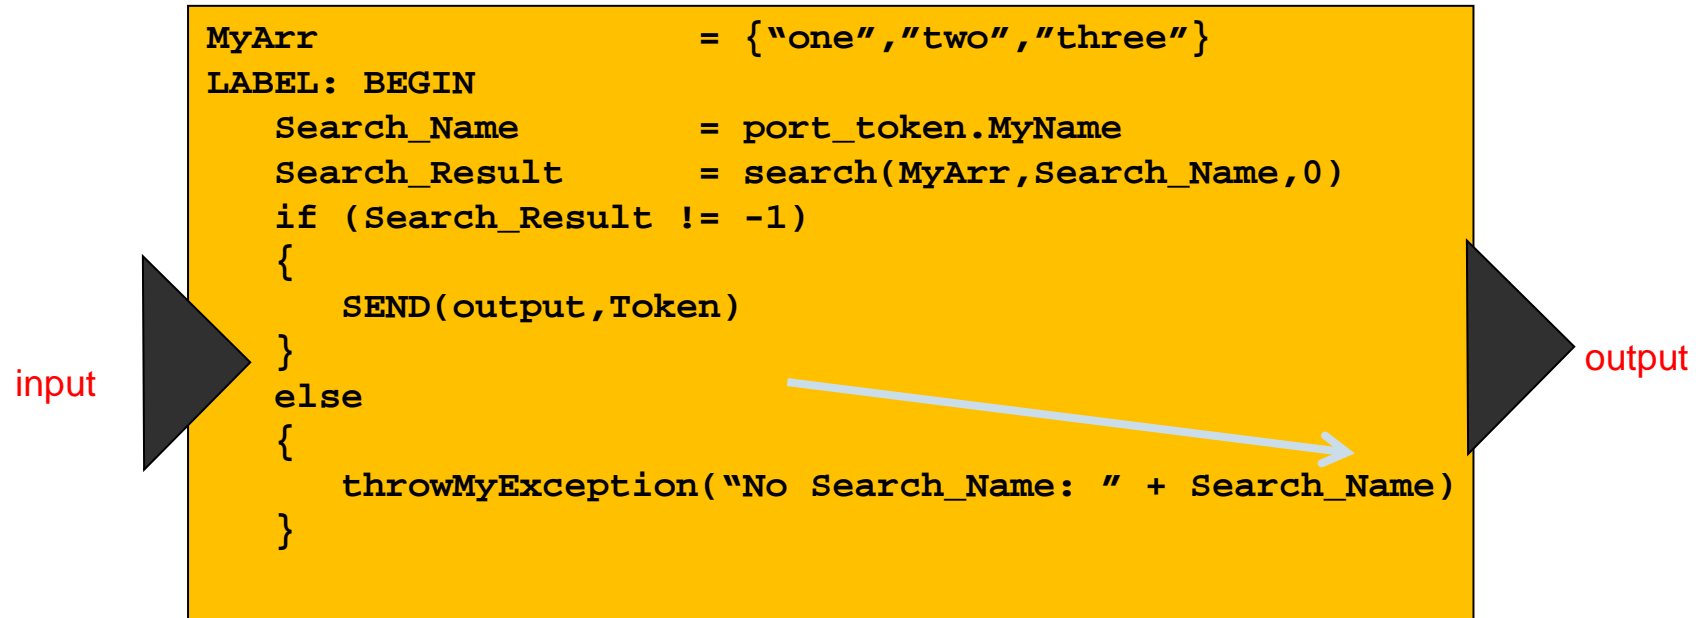 MyArr = {“one”,”two”,”three”}
LABEL: BEGIN
Search_Name = port_token.MyName
Search_Result = search(MyArr,Search_Name,0)
if (Search_Result != -1)
{
SEND(output,Token)
}
else
{
throwMyException(“No Search_Name: ” + Search_Name)
}
input
output